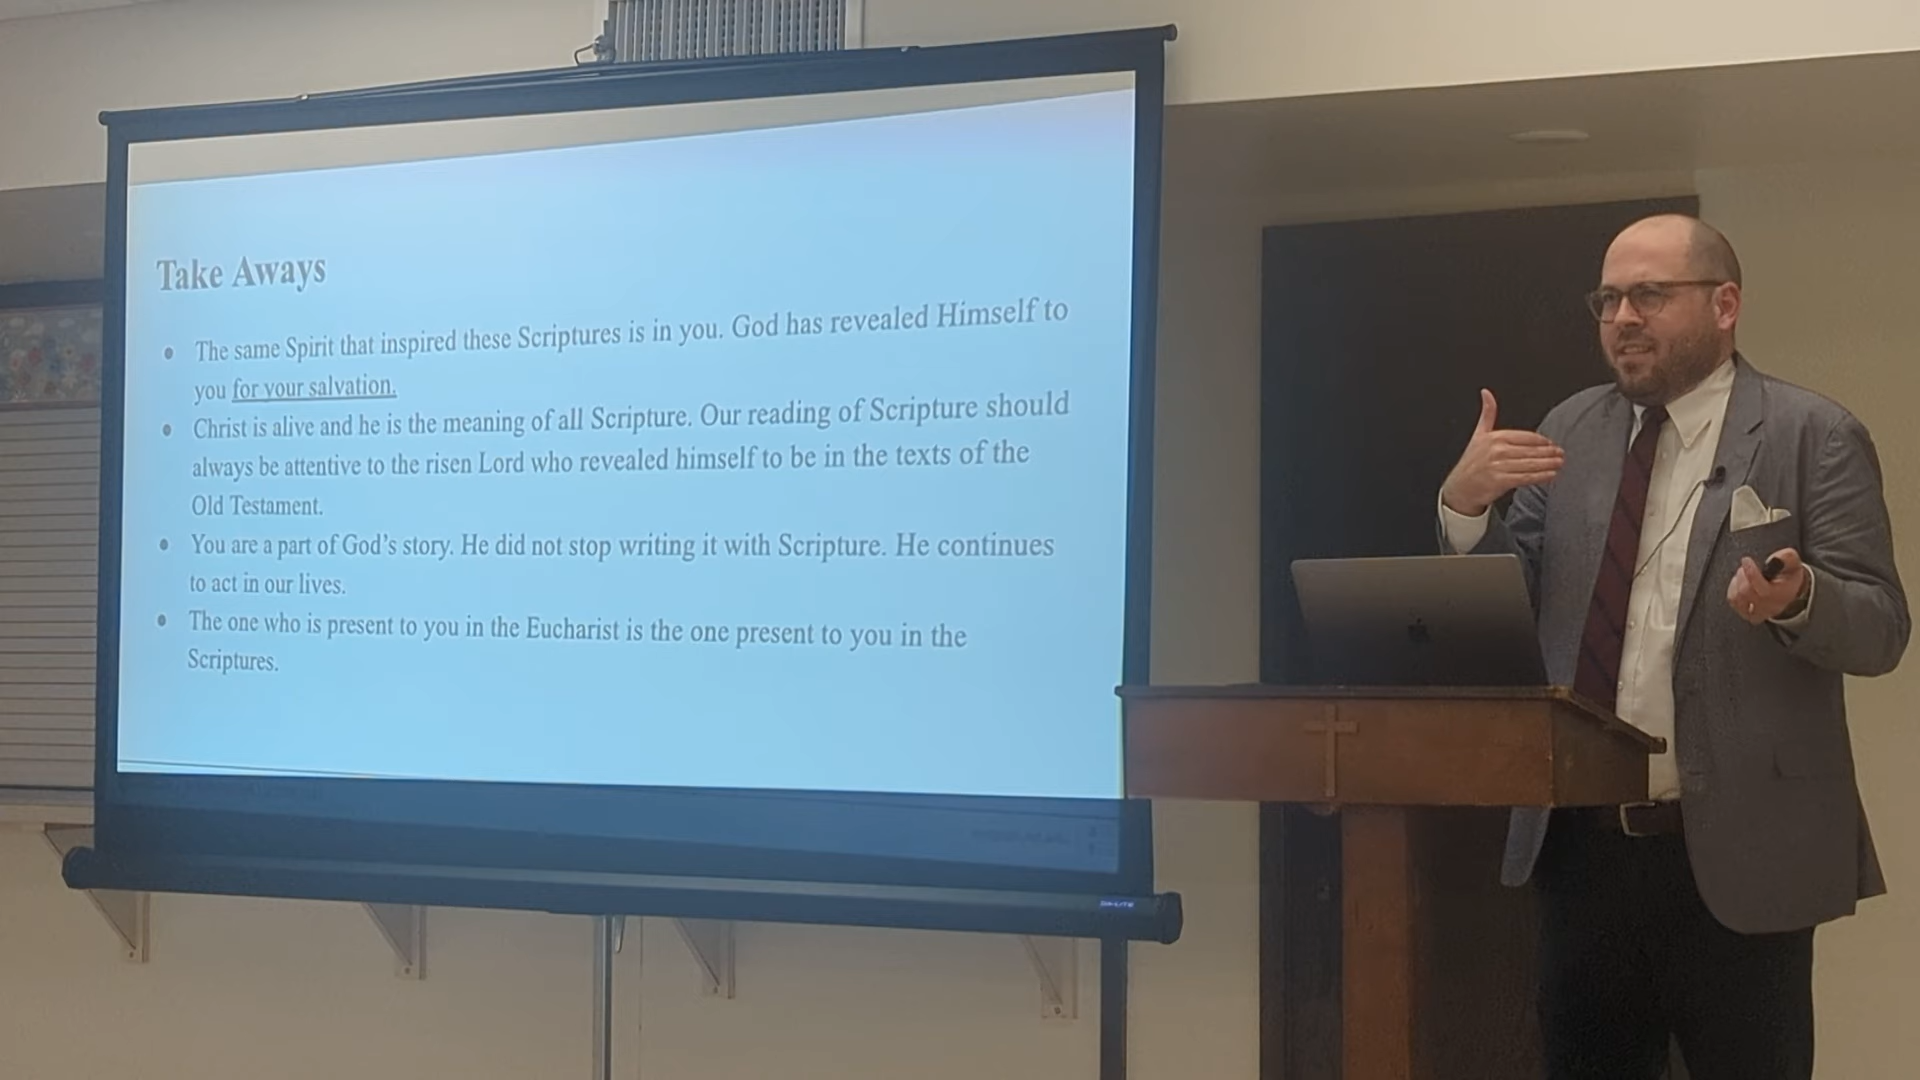 Take Aways
The same Spirit that inspired these Scriptures is in you. God has revealed Himself to
you for your salvation.
Christ is alive and he is the meaning of all Scripture. Our reading of Scripture should
always be attentive to the risen Lord who revealed himself to be in the texts of the
Old Testament.
You are a part of God's story. He did not stop writing it with Scripture. He continues
to act in our lives.
The one who is present to you in the Eucharist is the one present to you in the
Scriptures.
DA-LITE